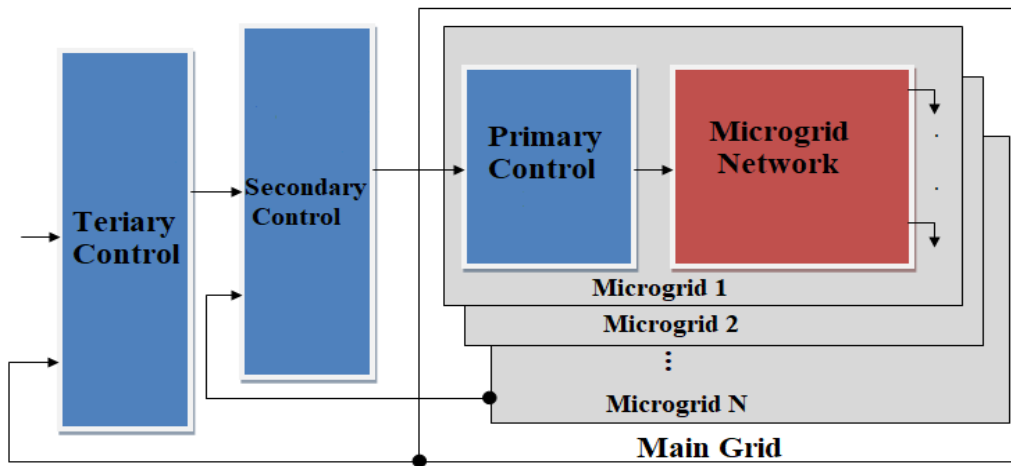 Teriary
Control
Secondary
Control
Primary
Control
Microgrid
Network
Microgrid 1
Microgrid 2
Microgrid N
Main Grid